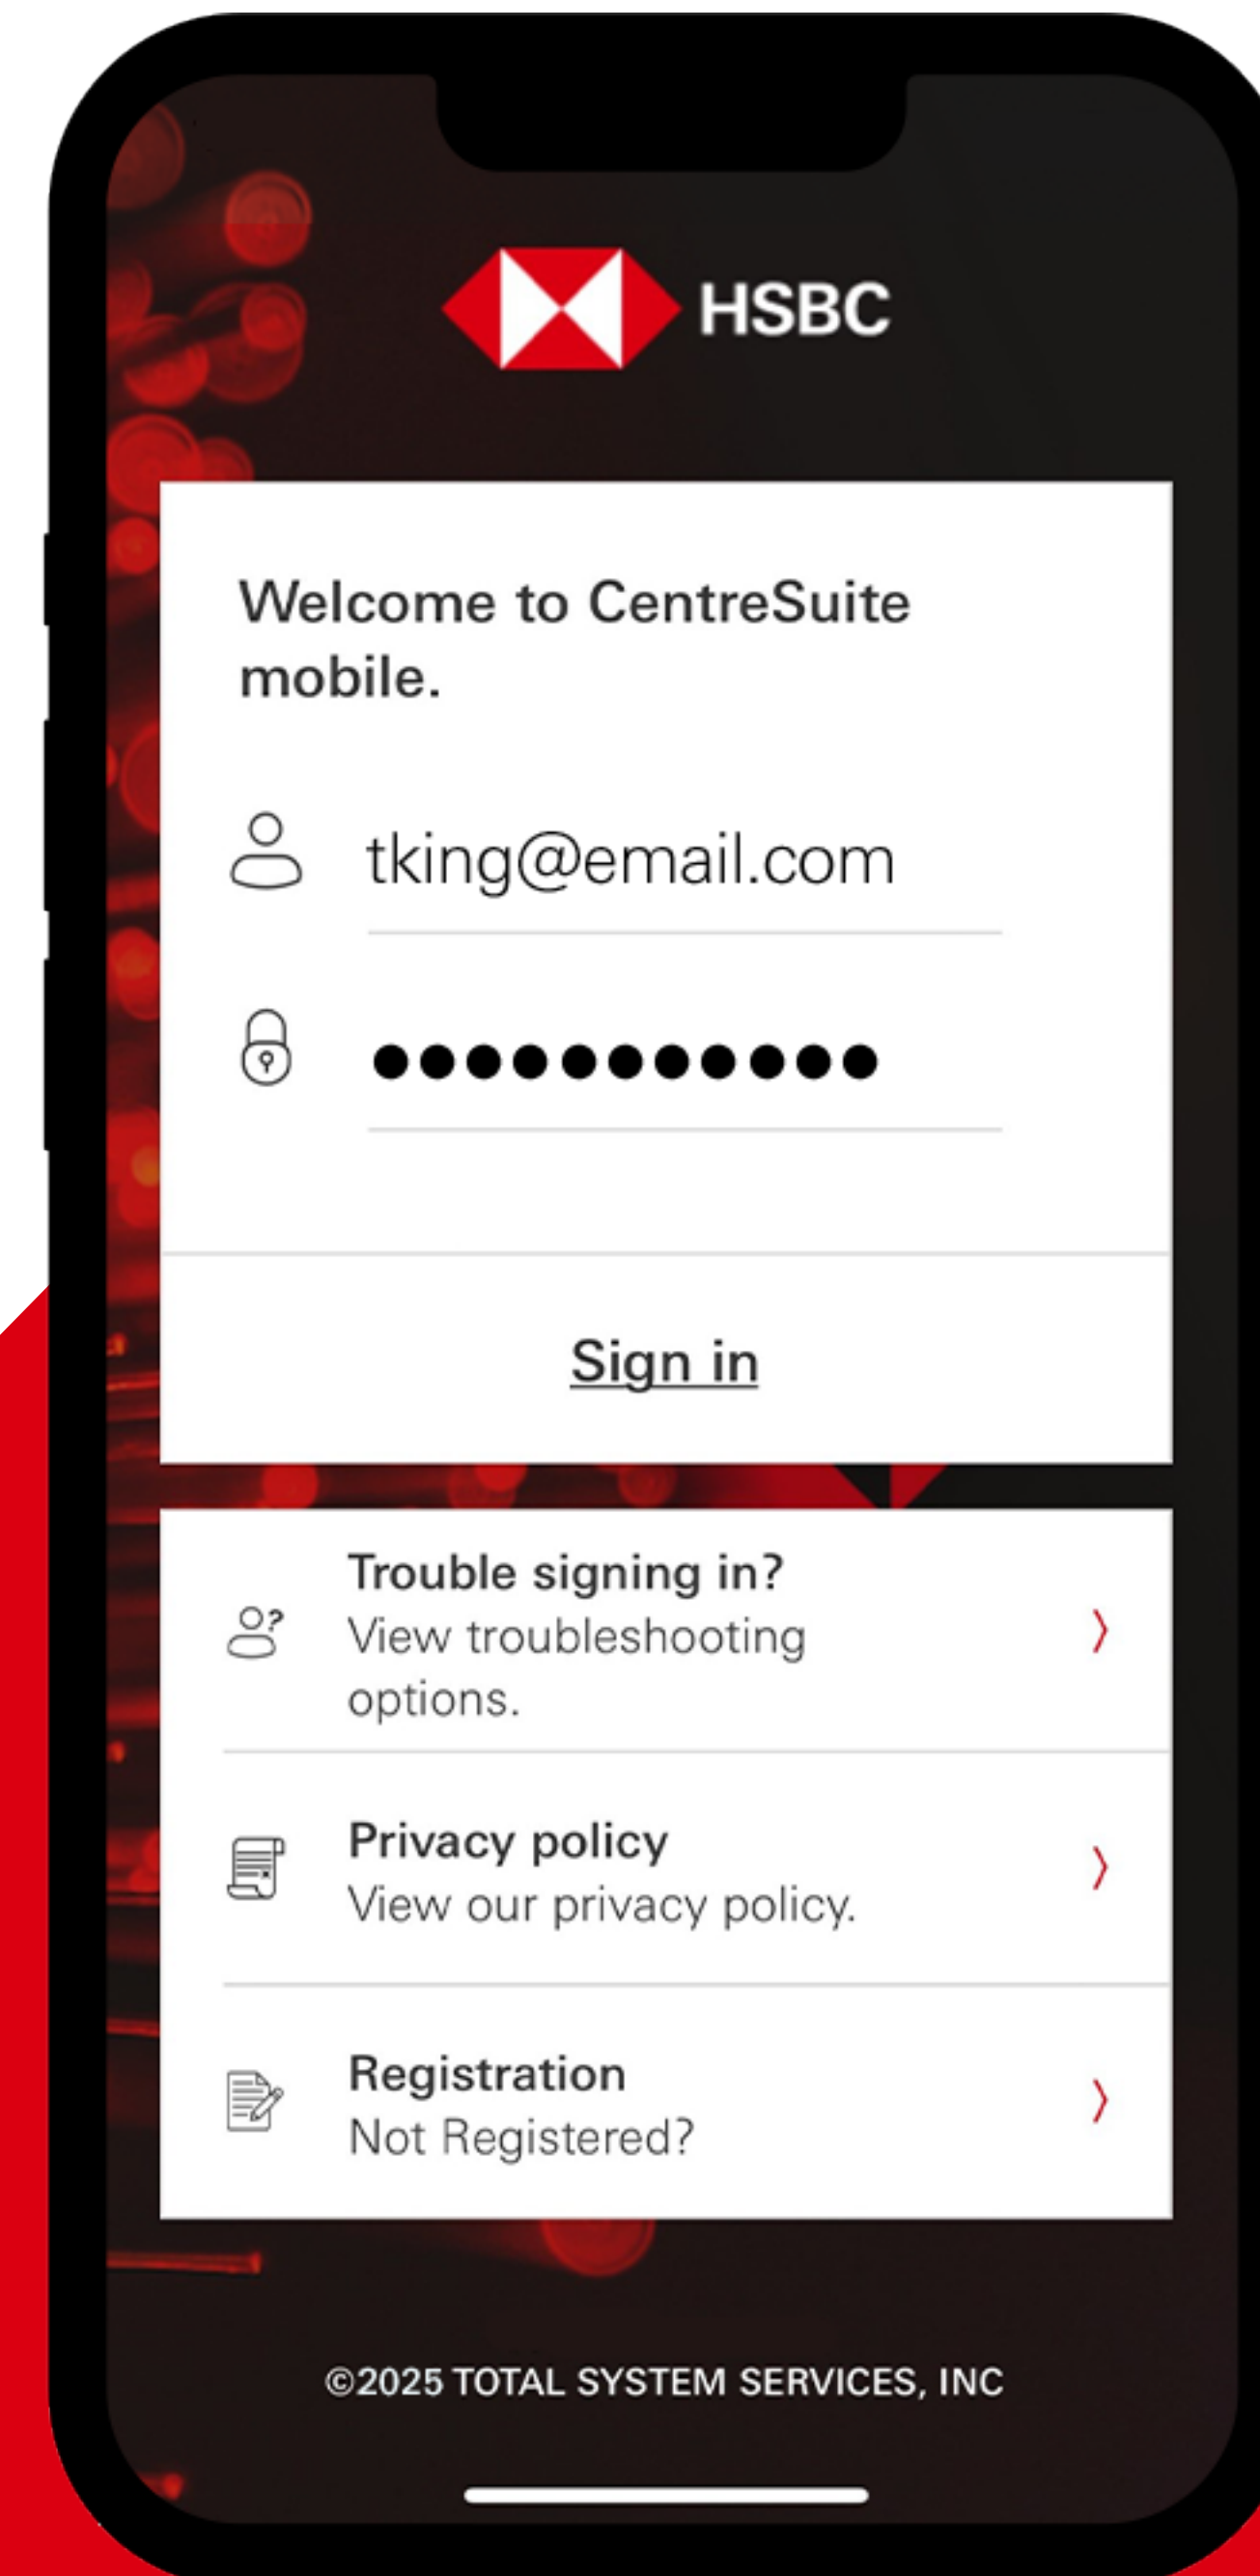 HSBC
Welcome to CentreSuite
mobile.
tking@email.com
●●●●●●●●●●●
Sign in
Trouble signing in?
View troubleshooting
options.
Privacy policy
View our privacy policy.
Registration
Not Registered?
©2025 TOTAL SYSTEM SERVICES, INC